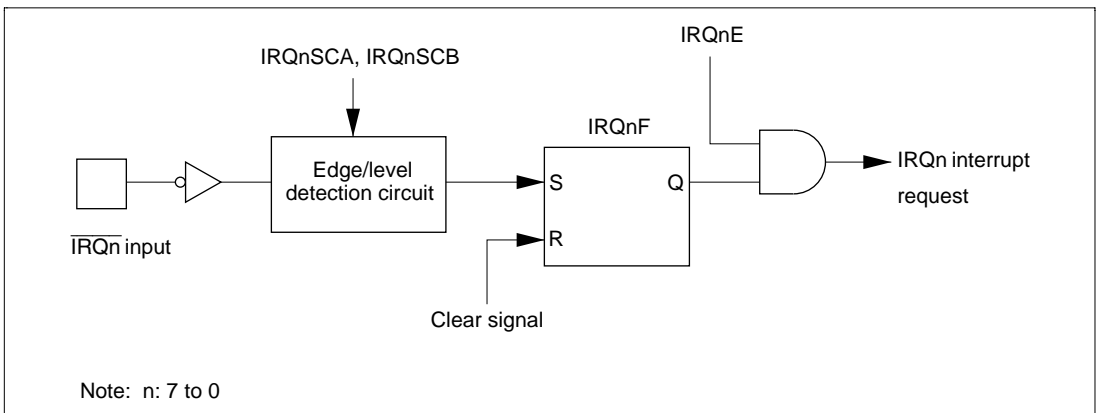 IRQnE
IRQnSCA, IRQnSCB
IRQnF
Edge/level
detection circuit
S
Q
R
IRQn interrupt
request
IRQn input
Clear signal
Note: n: 7 to 0